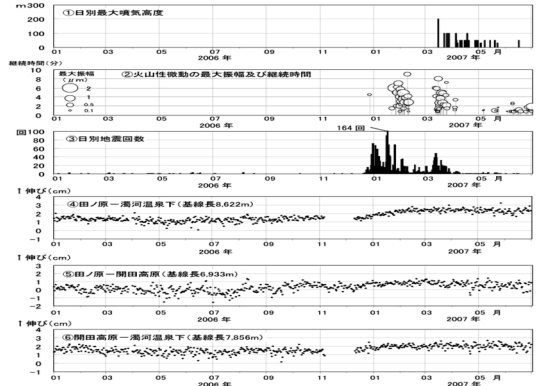 m300
①日別最大噴気高度
200
100
0
01 03 05 07 09 11 01 03 05 月
2006 年 2007 年
継続時間(分)
10
最大振幅
(μm)
②火山性微動の最大振幅及び継続時間
8
6
4
2
0
2
1
0.5
0.1
01 03 05 07 09 11 01 03 05 月
2006 年 2007 年
回
164 回
100
③日別地震回数
80
60
40
20
0
01 03 05 07 09 11 01 03 05 月
2006 年 2007 年
↑伸び(cm)
4
④田ノ原－濁河温泉下(基線長8,622m)
3
2
1
0
-1
01 03 05 07 09 11 01 03 05 月
2006 年 2007 年
↑伸び(cm)
3
⑤田ノ原－開田高原(基線長6,933m)
2
1
0
-1
-2
01 03 05 07 09 11 01 03 05 月
2006 年 2007 年
↑伸び(cm)
4
⑥開田高原－濁河温泉下(基線長7,856m)
3
2
1
0
-1
01 03 05 07 09 11 01 03 05 月
2006 年 2007 年